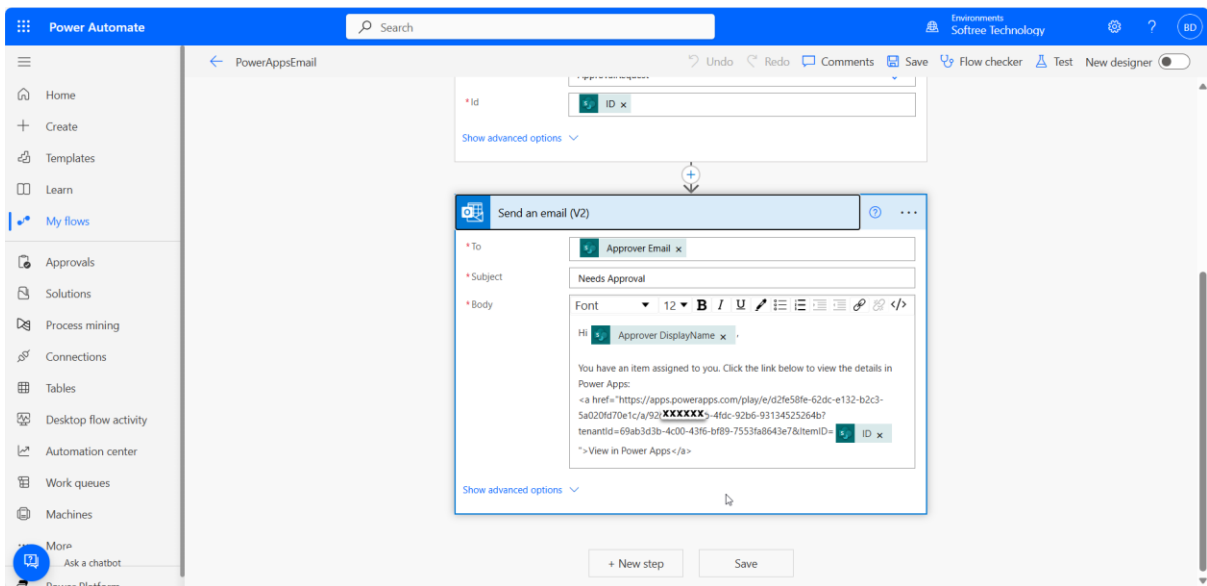 Power Automate
Search
Environments
Softree Technology
?
BD
PowerAppsEmail
Undo
Redo
Comments
Save
Flow checker
Test
New designer
Home
Create
Templates
Learn
My flows
Approvals
Solutions
Process mining
Connections
Tables
Desktop flow activity
Automation center
Work queues
Machines
More
Ask a chatbot
Power Platform
ApprovalRequest
* Id
ID ×
Show advanced options
Send an email (V2)
* To
Approver Email ×
* Subject
Needs Approval
* Body
Font
12
B I U </>
Hi Approver DisplayName × ,
You have an item assigned to you. Click the link below to view the details in
Power Apps:
<a href="https://apps.powerapps.com/play/e/d2fe58fe-62dc-e132-b2c3-
5a020fd70e1c/a/92 xxxxxx -4fdc-92b6-93134525264b?
tenantId=69ab3d3b-4c00-43f6-bf89-7553fa8643e7&ItemID= ID ×
">View in Power Apps</a>
Show advanced options
+ New step
Save